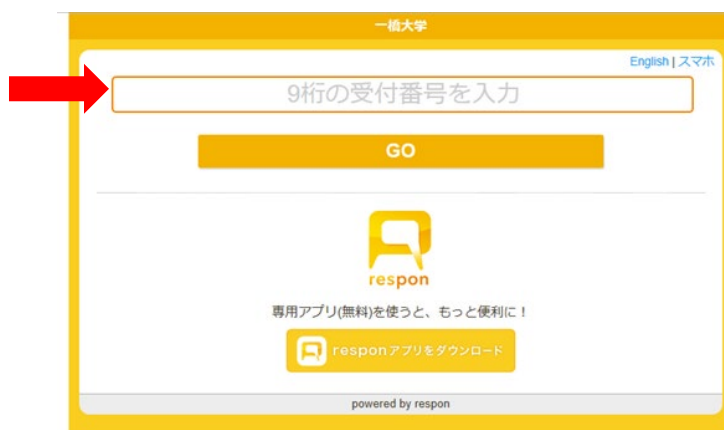 一橋大学
English | スマホ
9桁の受付番号を入力
GO
respon
専用アプリ(無料)を使うと、もっと便利に！
responアプリをダウンロード
powered by respon